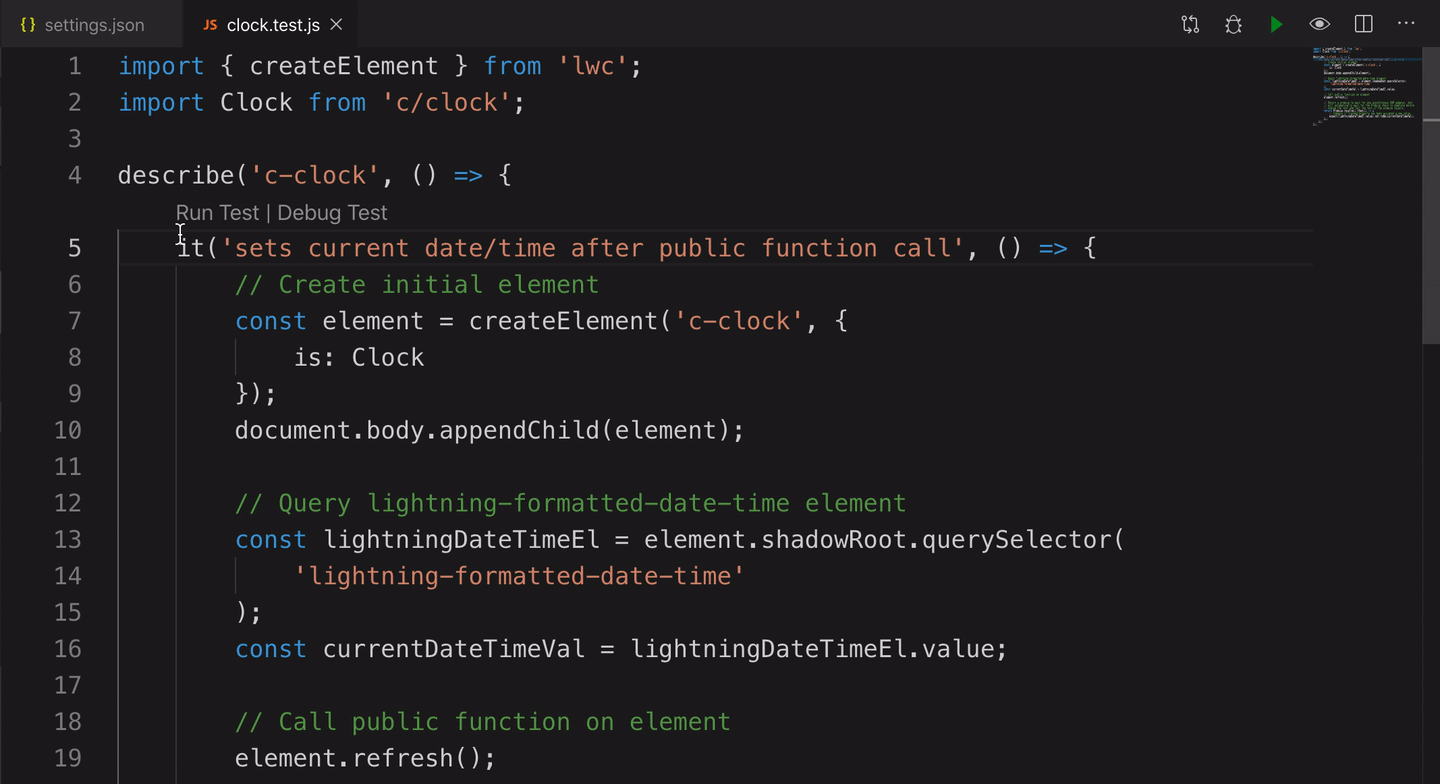 {} settings.json JS clock.test.js
1 import { createElement } from 'lwc';
2 import Clock from 'c/clock';
3
4 describe('c-clock', () => {
Run Test | Debug Test
5 it('sets current date/time after public function call', () => {
6 // Create initial element
7 const element = createElement('c-clock', {
8 is: Clock
9 });
10 document.body.appendChild(element);
11
12 // Query lightning-formatted-date-time element
13 const lightningDateTimeEl = element.shadowRoot.querySelector(
14 'lightning-formatted-date-time'
15 );
16 const currentDateTimeVal = lightningDateTimeEl.value;
17
18 // Call public function on element
19 element.refresh();